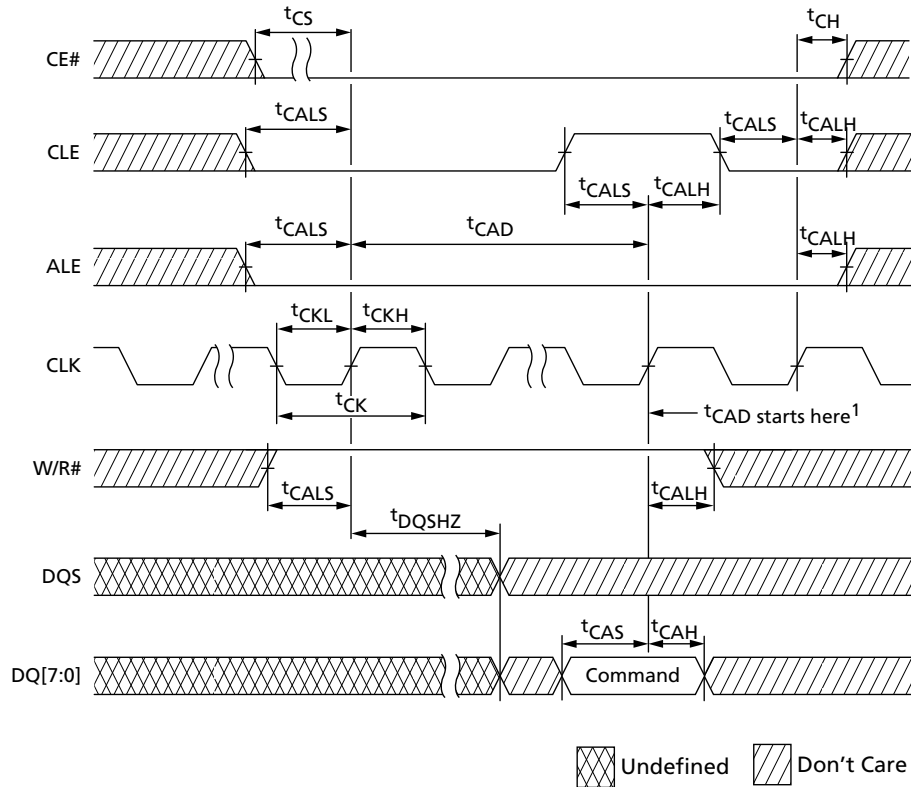 tCS
tCH
CE#
tCALS
tCALS
tCALH
CLE
tCALS
tCALH
tCALS
tCAD
tCALH
ALE
tCKL
tCKH
CLK
tCK
tCAD starts here1
W/R#
tCALS
tCALH
tDQSHZ
DQS
tCAS
tCAH
DQ[7:0]
Command
Undefined
Don't Care